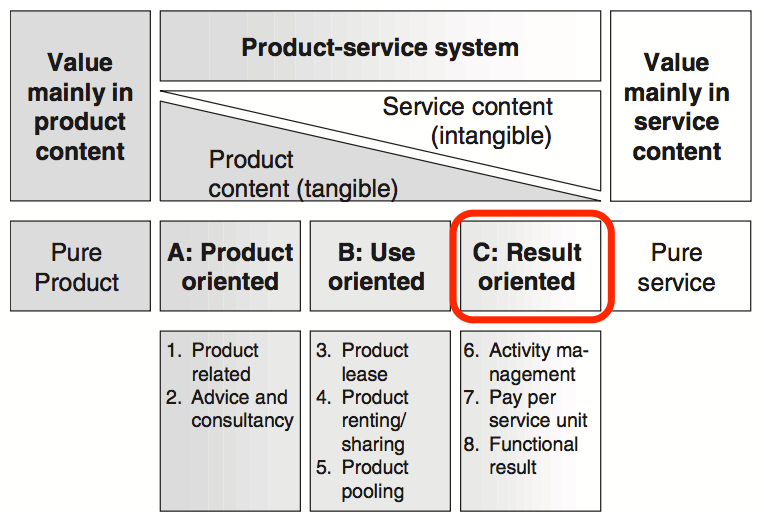 Value
mainly in
product
content
Product-service system
Service content
(intangible)
Product
content (tangible)
Value
mainly in
service
content
Pure
Product
A: Product
oriented
B: Use
oriented
C: Result
oriented
Pure
service
1. Product
related
2. Advice and
consultancy
3. Product
lease
4. Product
renting/
sharing
5. Product
pooling
6. Activity ma-
nagement
7. Pay per
service unit
8. Functional
result